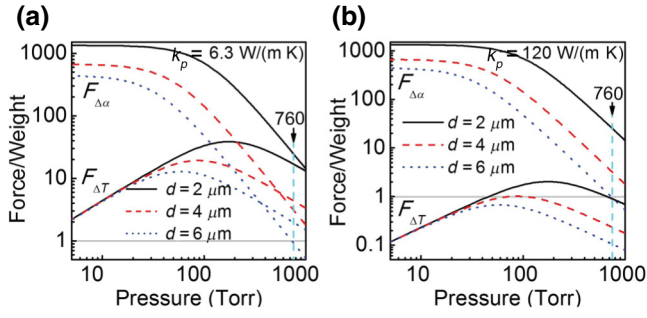 (a)
k_p = 6.3 W/(m K)
1000
100
10
1
Force/Weight
F_Δα
F_ΔT
760
d = 2 μm
d = 4 μm
d = 6 μm
10
100
1000
Pressure (Torr)
(b)
k_p = 120 W/(m K)
1000
100
10
1
0.1
Force/Weight
F_Δα
F_ΔT
760
d = 2 μm
d = 4 μm
d = 6 μm
10
100
1000
Pressure (Torr)